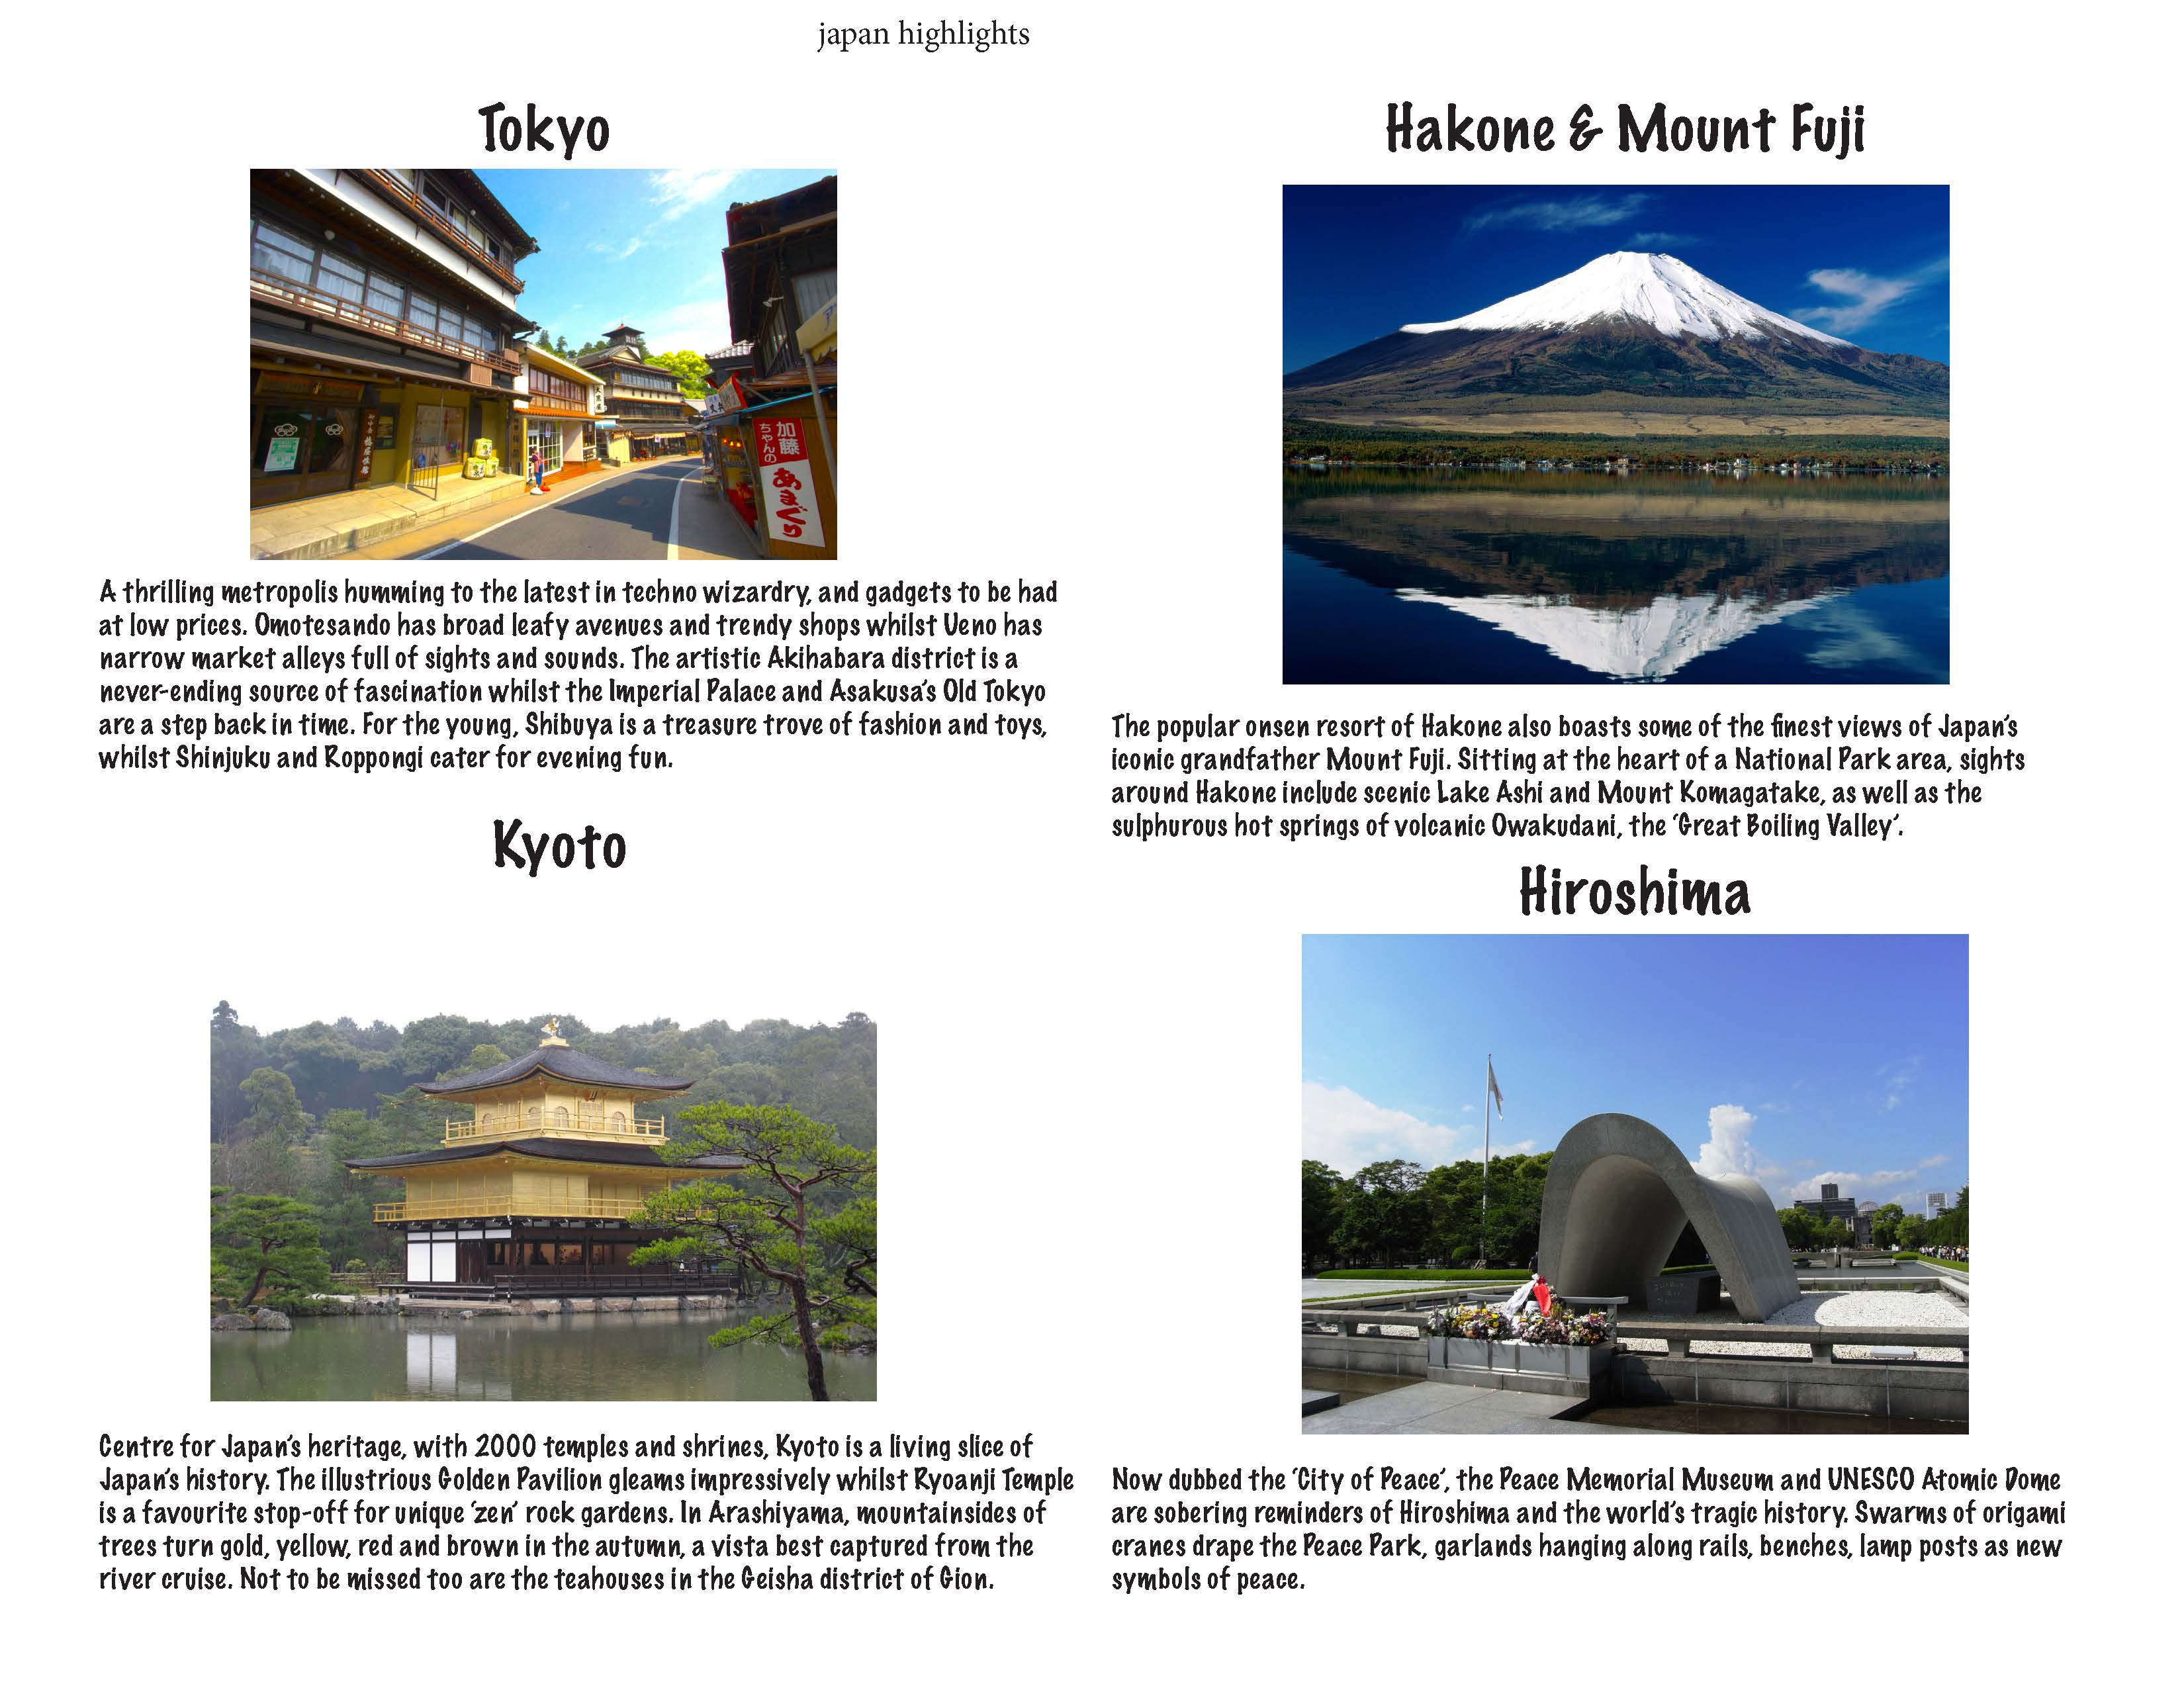 japan highlights
Tokyo
加藤
ちゃんの
あまぐり
A thrilling metropolis humming to the latest in techno wizardry, and gadgets to be had
at low prices. Omotesando has broad leafy avenues and trendy shops whilst Ueno has
narrow market alleys full of sights and sounds. The artistic Akihabara district is a
never-ending source of fascination whilst the Imperial Palace and Asakusa’s Old Tokyo
are a step back in time. For the young, Shibuya is a treasure trove of fashion and toys,
whilst Shinjuku and Roppongi cater for evening fun.
Kyoto
Centre for Japan’s heritage, with 2000 temples and shrines, Kyoto is a living slice of
Japan’s history. The illustrious Golden Pavilion gleams impressively whilst Ryoanji Temple
is a favourite stop-off for unique ‘zen’ rock gardens. In Arashiyama, mountainsides of
trees turn gold, yellow, red and brown in the autumn, a vista best captured from the
river cruise. Not to be missed too are the teahouses in the Geisha district of Gion.
Hakone & Mount Fuji
The popular onsen resort of Hakone also boasts some of the finest views of Japan’s
iconic grandfather Mount Fuji. Sitting at the heart of a National Park area, sights
around Hakone include scenic Lake Ashi and Mount Komagatake, as well as the
sulphurous hot springs of volcanic Owakudani, the ‘Great Boiling Valley’.
Hiroshima
Now dubbed the ‘City of Peace’, the Peace Memorial Museum and UNESCO Atomic Dome
are sobering reminders of Hiroshima and the world’s tragic history. Swarms of origami
cranes drape the Peace Park, garlands hanging along rails, benches, lamp posts as new
symbols of peace.